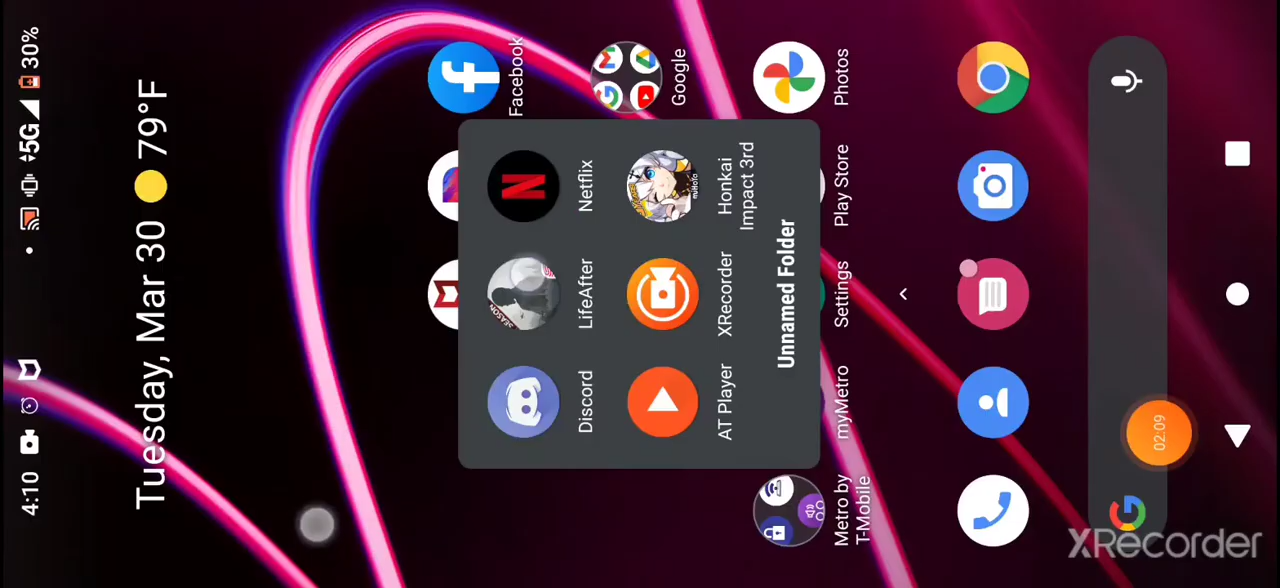 4:10
5G
30%
Tuesday, Mar 30
79°F
Facebook
Google
Photos
Discord
LifeAfter
Netflix
AT Player
XRecorder
Honkai
Impact 3rd
Unnamed Folder
Metro by
T-Mobile
myMetro
Settings
Play Store
02:09
XRecorder